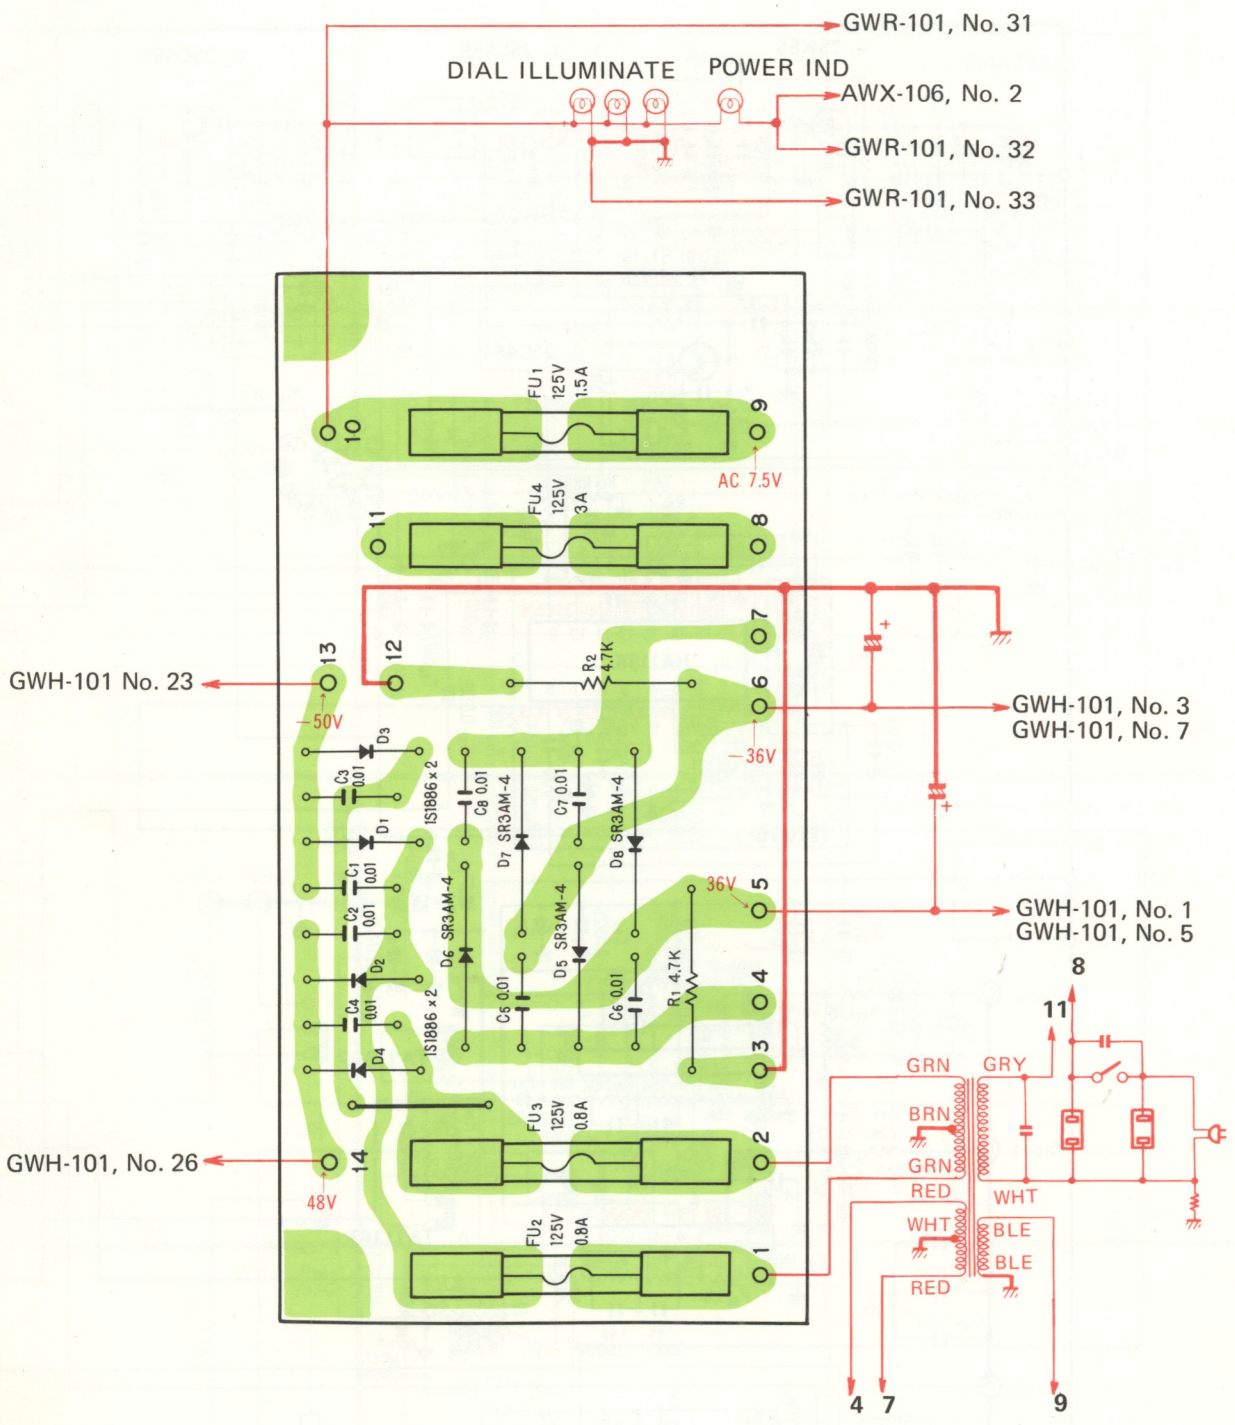 GWR-101, No. 31
DIAL ILLUMINATE
POWER IND
AWX-106, No. 2
GWR-101, No. 32
GWR-101, No. 33
FU1
125V
1.5A
10
9
AC 7.5V
FU4
125V
3A
11
8
7
R2
4.7K
13
12
6
GWH-101 No. 23
−50V
GWH-101, No. 3
GWH-101, No. 7
−36V
D3
C3
0.01
1S1886×2
D1
C1
0.01
C2
0.01
D2
C4
0.01
D4
1S1886×2
C8 0.01
D7 SR3AM-4
C7 0.01
D8 SR3AM-4
D6 SR3AM-4
D5 SR3AM-4
C5 0.01
C6 0.01
R1 4.7K
36V
5
GWH-101, No. 1
GWH-101, No. 5
4
3
8
11
GRN
GRY
BRN
GRN
RED
WHT
WHT
BLE
BLE
RED
FU3
125V
0.8A
2
GWH-101, No. 26
14
48V
FU2
125V
0.8A
1
4
7
9
+
+